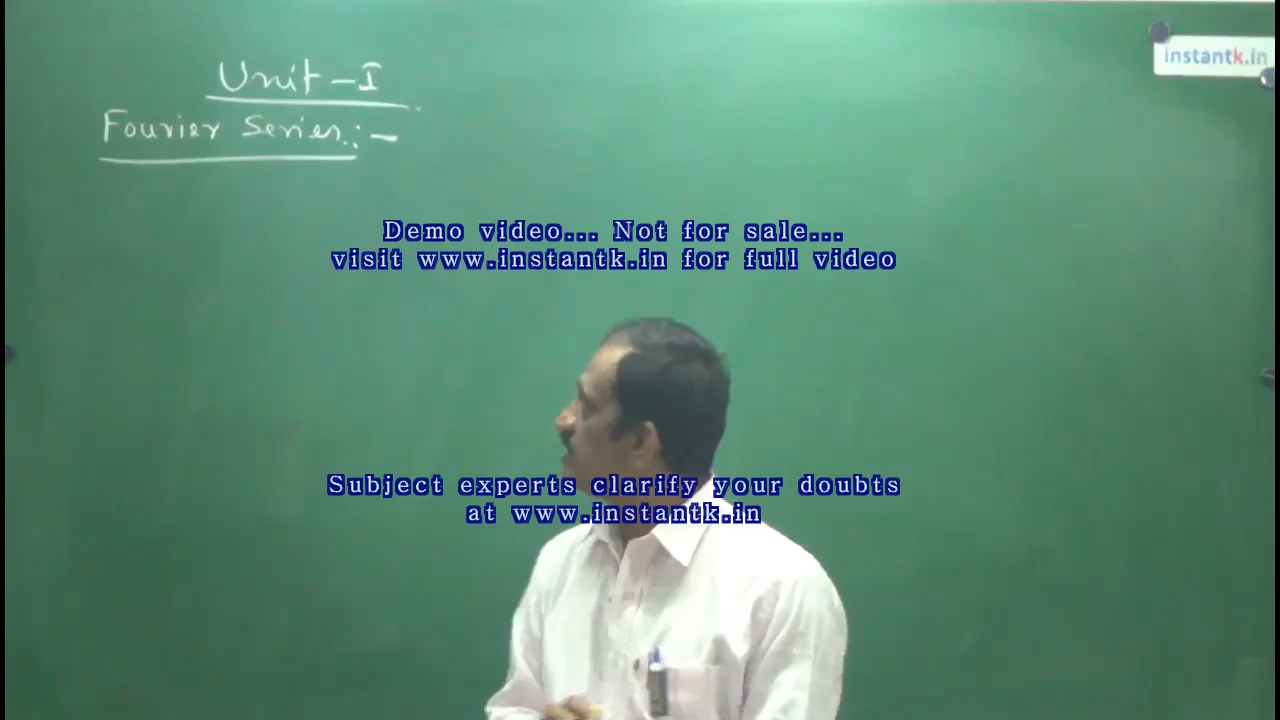 Unit - I
instantk.in
Fourier Series :-
Demo video... Not for sale...
visit www.instantk.in for full video
Subject experts clarify your doubts
at www.instantk.in